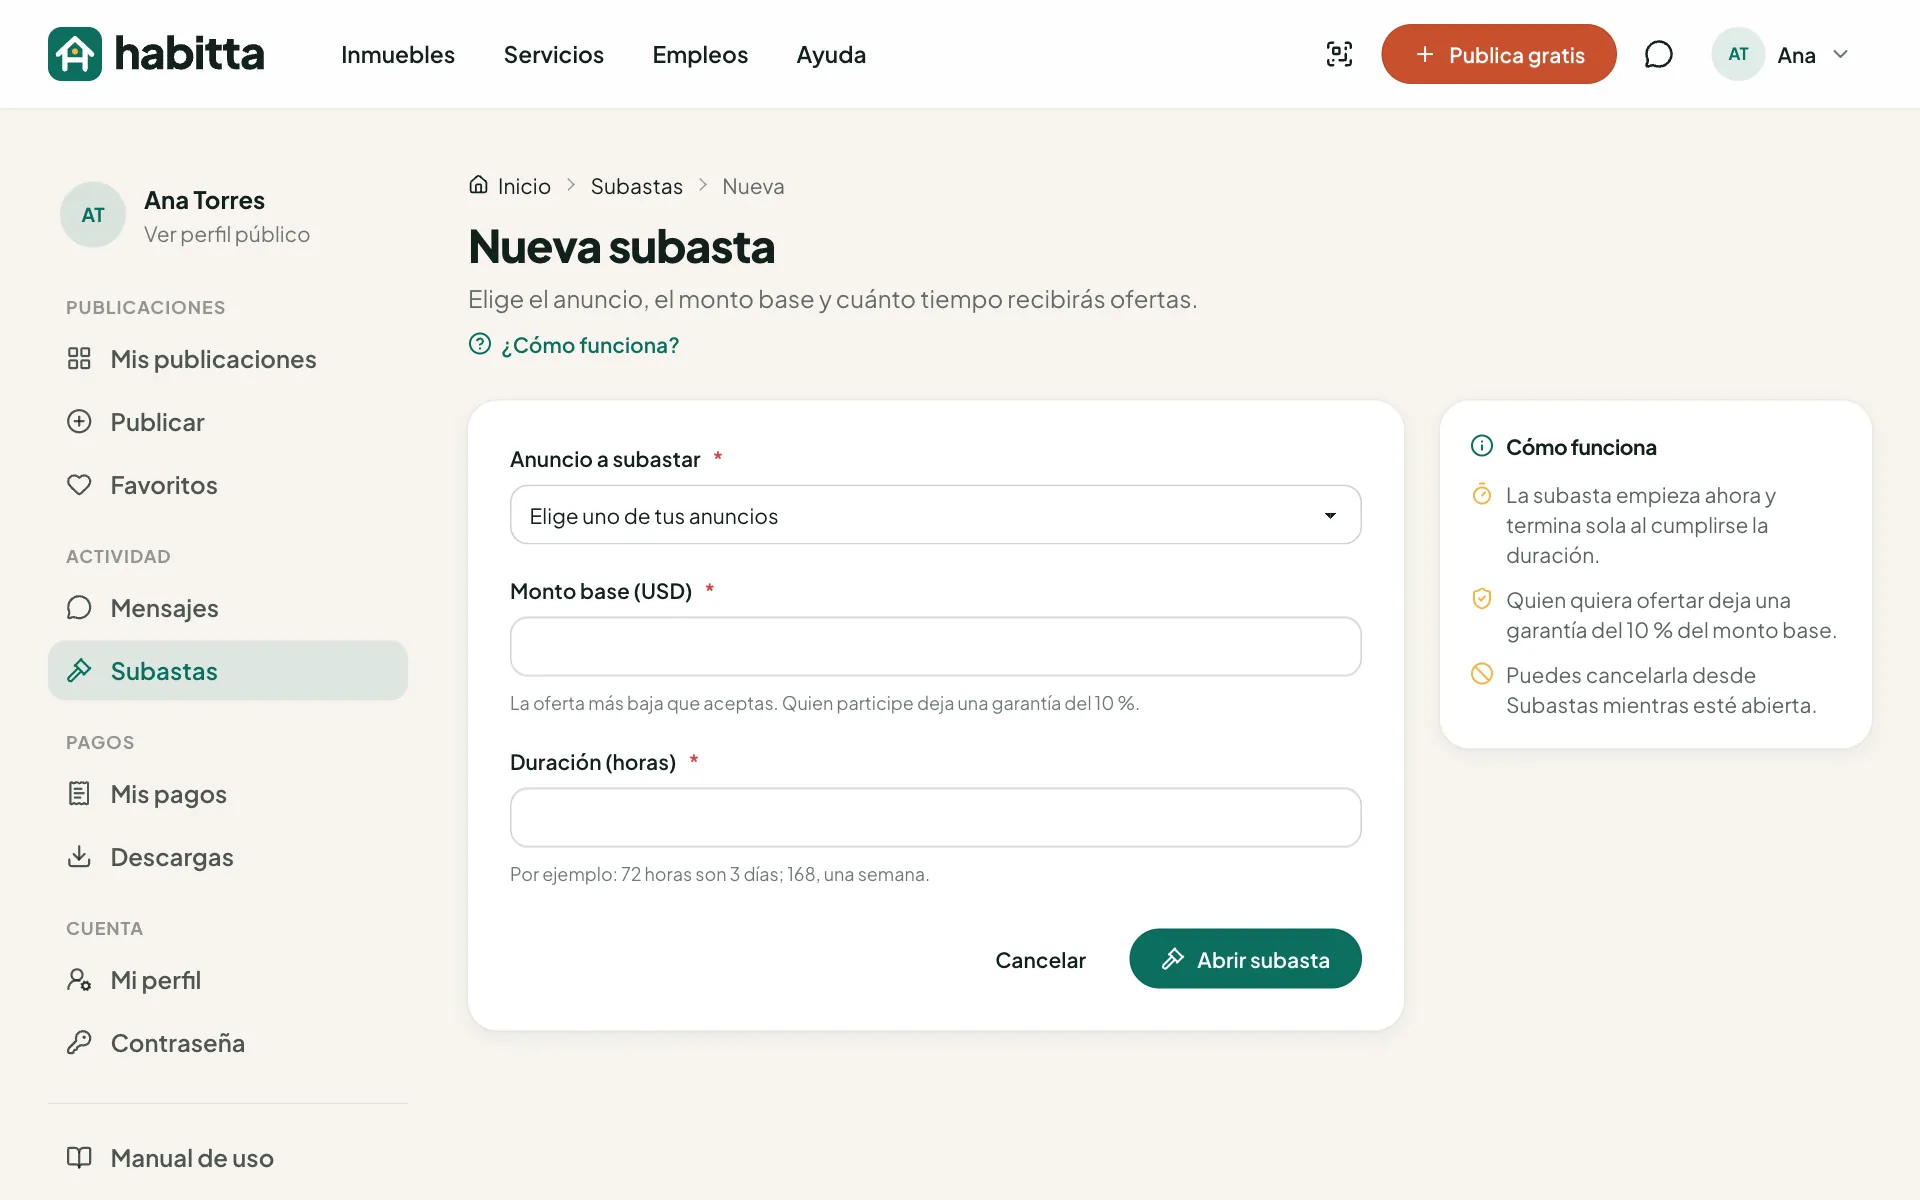 habitta
Inmuebles
Servicios
Empleos
Ayuda
Publica gratis
AT
Ana
AT
Ana Torres
Ver perfil público
PUBLICACIONES
Mis publicaciones
Publicar
Favoritos
ACTIVIDAD
Mensajes
Subastas
PAGOS
Mis pagos
Descargas
CUENTA
Mi perfil
Contraseña
Manual de uso
Inicio
Subastas
Nueva
Nueva subasta
Elige el anuncio, el monto base y cuánto tiempo recibirás ofertas.
¿Cómo funciona?
Anuncio a subastar *
Elige uno de tus anuncios
Monto base (USD) *
La oferta más baja que aceptas. Quien participe deja una garantía del 10 %.
Duración (horas) *
Por ejemplo: 72 horas son 3 días; 168, una semana.
Cancelar
Abrir subasta
Cómo funciona
La subasta empieza ahora y
termina sola al cumplirse la
duración.
Quien quiera ofertar deja una
garantía del 10 % del monto base.
Puedes cancelarla desde
Subastas mientras esté abierta.